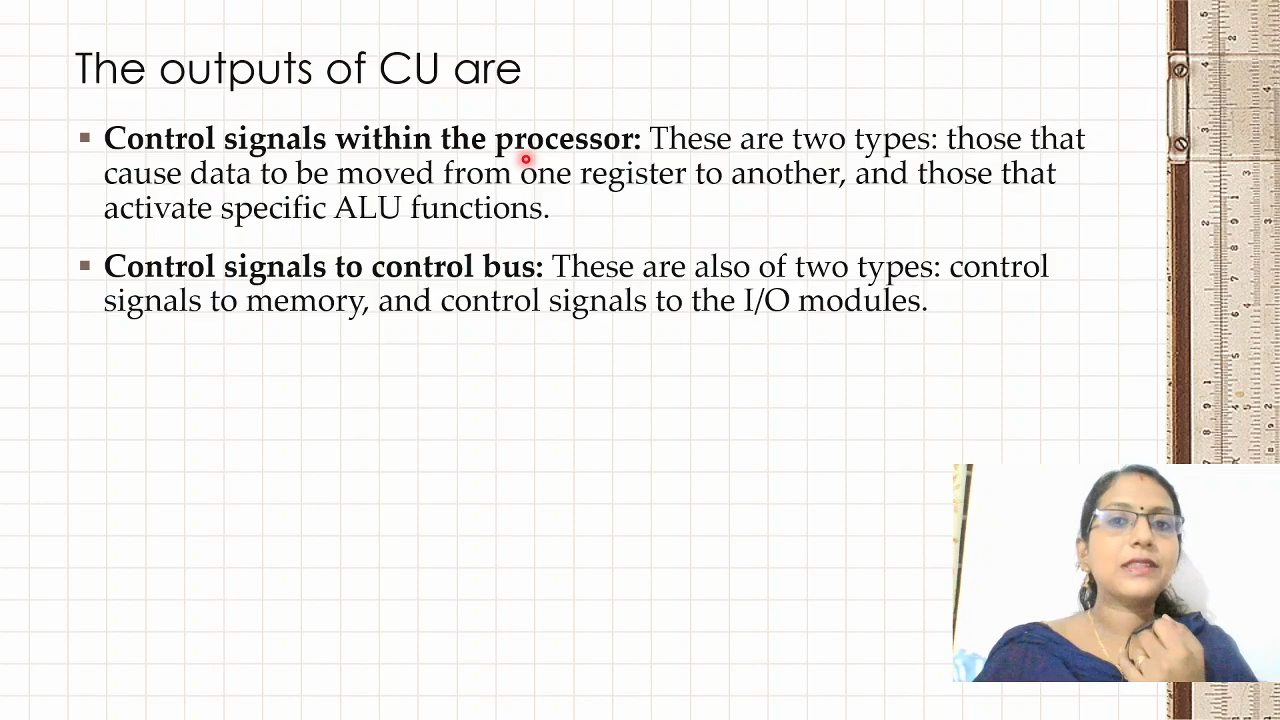 The outputs of CU are
▪ Control signals within the processor: These are two types: those that
cause data to be moved from one register to another, and those that
activate specific ALU functions.
▪ Control signals to control bus: These are also of two types: control
signals to memory, and control signals to the I/O modules.